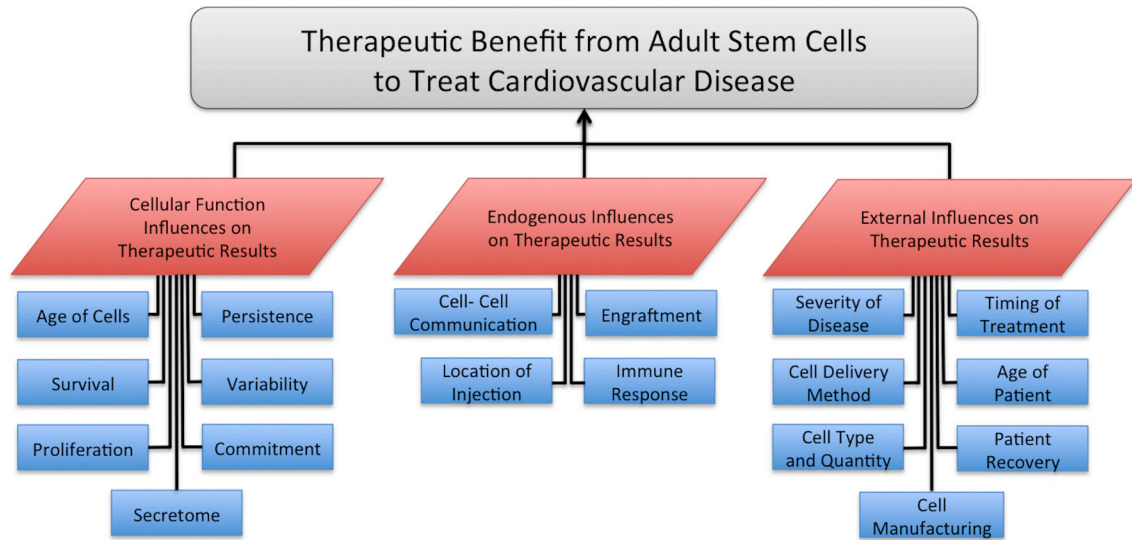 Therapeutic Benefit from Adult Stem Cells
to Treat Cardiovascular Disease
Cellular Function
Influences on
Therapeutic Results
Endogenous Influences
on Therapeutic Results
External Influences on
Therapeutic Results
Age of Cells
Persistence
Survival
Variability
Proliferation
Commitment
Secretome
Cell- Cell
Communication
Engraftment
Location of
Injection
Immune
Response
Severity of
Disease
Timing of
Treatment
Cell Delivery
Method
Age of
Patient
Cell Type
and Quantity
Patient
Recovery
Cell
Manufacturing